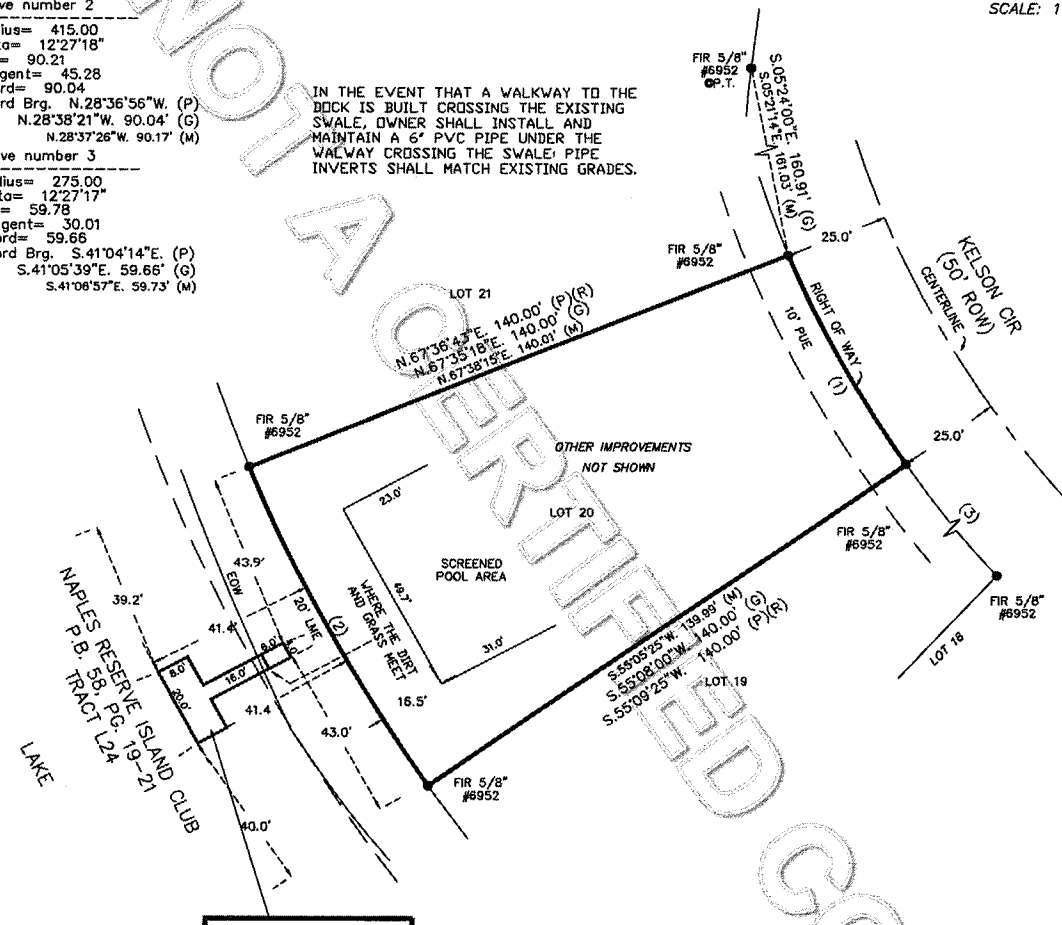 ve number 2
ius= 415.00
ta= 12°27'18"
= 90.21
gent= 45.28
ord= 90.04
rd Brg. N.28°36'56"W. (P)
N.28°38'21"W. 90.04' (G)
N.28°37'26"W. 90.17' (M)
ve number 3
dius= 275.00
ta= 12°27'17"
= 59.78
gent= 30.01
ord= 59.66
ord Brg. S.41°04'14"E. (P)
S.41°05'39"E. 59.66' (G)
S.41°06'57"E. 59.73' (M)
IN THE EVENT THAT A WALKWAY TO THE
DOCK IS BUILT CROSSING THE EXISTING
SWALE, OWNER SHALL INSTALL AND
MAINTAIN A 6" PVC PIPE UNDER THE
WALWAY CROSSING THE SWALE; PIPE
INVERTS SHALL MATCH EXISTING GRADES.
SCALE: 1
FIR 5/8"
#6952
P.T.
S.05°24'00"E. 160.91' (G)
S.05°21'14"E. 161.03' (M)
25.0'
KELSON CIR
(50' ROW)
CENTERLINE
FIR 5/8"
#6952
RIGHT OF WAY
10' PUE
(1)
25.0'
LOT 21
N.67°36'43"E. 140.00' (P)(R)
N.67°35'18"E. 140.00' (G)
N.67°38'15"E. 140.01' (M)
FIR 5/8"
#6952
OTHER IMPROVEMENTS
NOT SHOWN
LOT 20
23.0'
SCREENED
POOL AREA
49.7'
31.0'
WHERE THE DIRT
AND GRASS MEET
FIR 5/8"
#6952
(3)
FIR 5/8"
#6952
LOT 18
S.55°05'25"W. 139.99' (M)
S.55°08'00"W. 140.00' (G)
S.55°09'25"W. 140.00' (P)(R)
LOT 19
43.9'
EOW
20' LME
(2)
39.2'
41.4'
8.0'
8.0'
16.0'
20.0'
41.4
43.0'
16.5'
40.0'
NAPLES RESERVE ISLAND CLUB
P.B. 58, PG. 19-21
TRACT L24
LAKE
FIR 5/8"
#6952
NOT A CERTIFIED CO